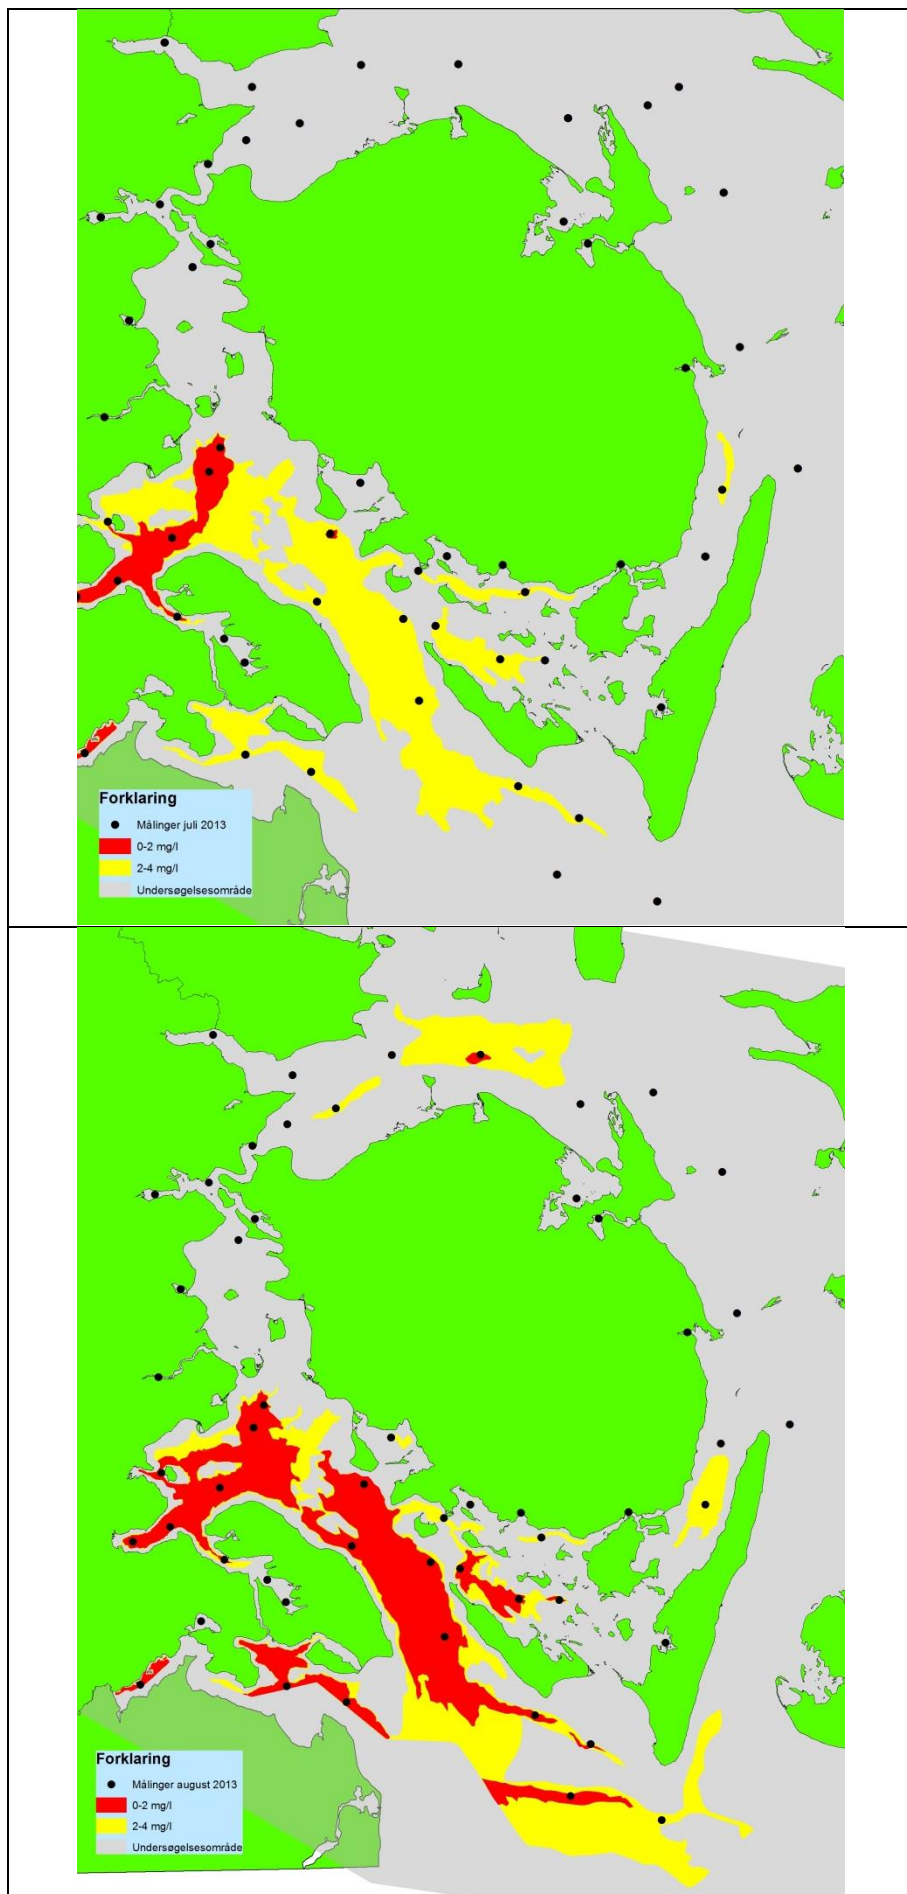 Forklaring
Målinger juli 2013
0-2 mg/l
2-4 mg/l
Undersøgelsesområde
Forklaring
Målinger august 2013
0-2 mg/l
2-4 mg/l
Undersøgelsesområde